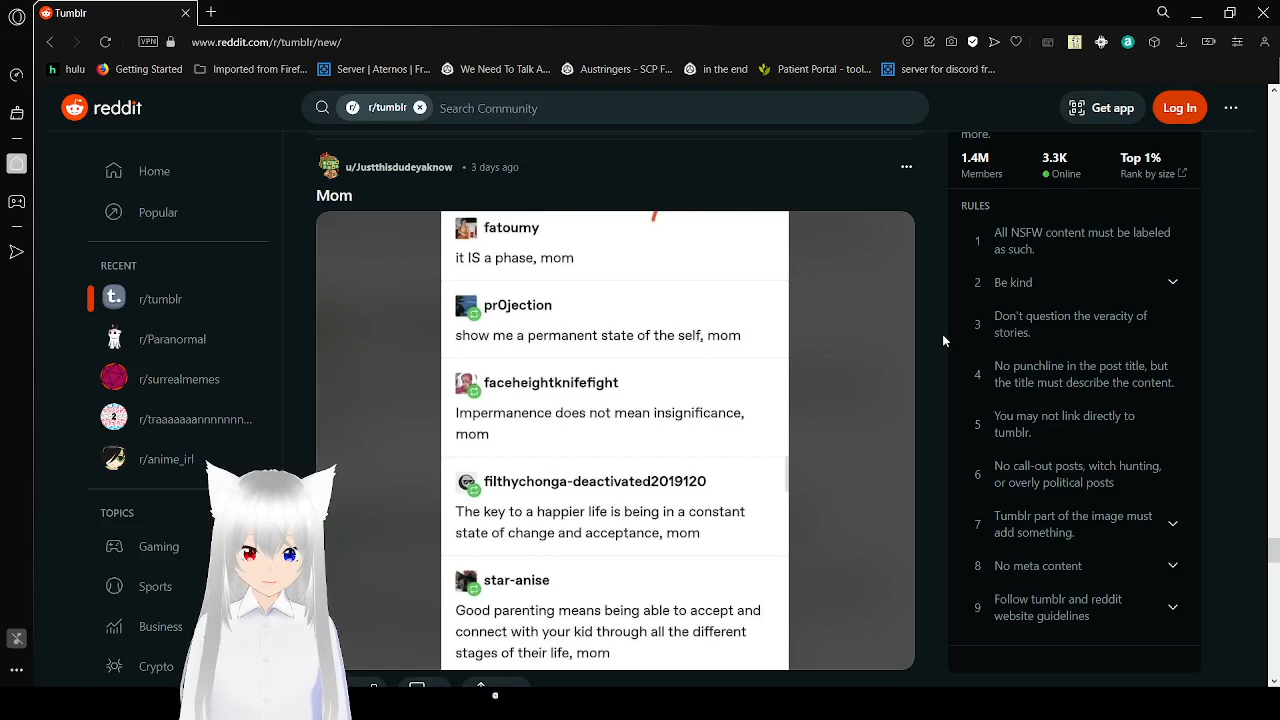 Tumblr
VPN
www.reddit.com/r/tumblr/new/
hulu
Getting Started
Imported from Firef...
Server | Aternos | Fr...
We Need To Talk A...
Austringers - SCP F...
in the end
Patient Portal - tool...
server for discord fr...
reddit
r/
r/tumblr
Search Community
Get app
Log In
Home
Popular
RECENT
r/tumblr
r/Paranormal
r/surrealmemes
r/traaaaaaannnnnnn...
r/anime_irl
TOPICS
Gaming
Sports
Business
Crypto
u/Justthisdudeyaknow • 3 days ago
Mom
fatoumy
it IS a phase, mom
pr0jection
show me a permanent state of the self, mom
faceheightknifefight
Impermanence does not mean insignificance,
mom
filthychonga-deactivated2019120
The key to a happier life is being in a constant
state of change and acceptance, mom
star-anise
Good parenting means being able to accept and
connect with your kid through all the different
stages of their life, mom
more.
1.4M
Members
3.3K
Online
Top 1%
Rank by size
RULES
1 All NSFW content must be labeled
as such.
2 Be kind
3 Don't question the veracity of
stories.
4 No punchline in the post title, but
the title must describe the content.
5 You may not link directly to
tumblr.
6 No call-out posts, witch hunting,
or overly political posts
7 Tumblr part of the image must
add something.
8 No meta content
9 Follow tumblr and reddit
website guidelines